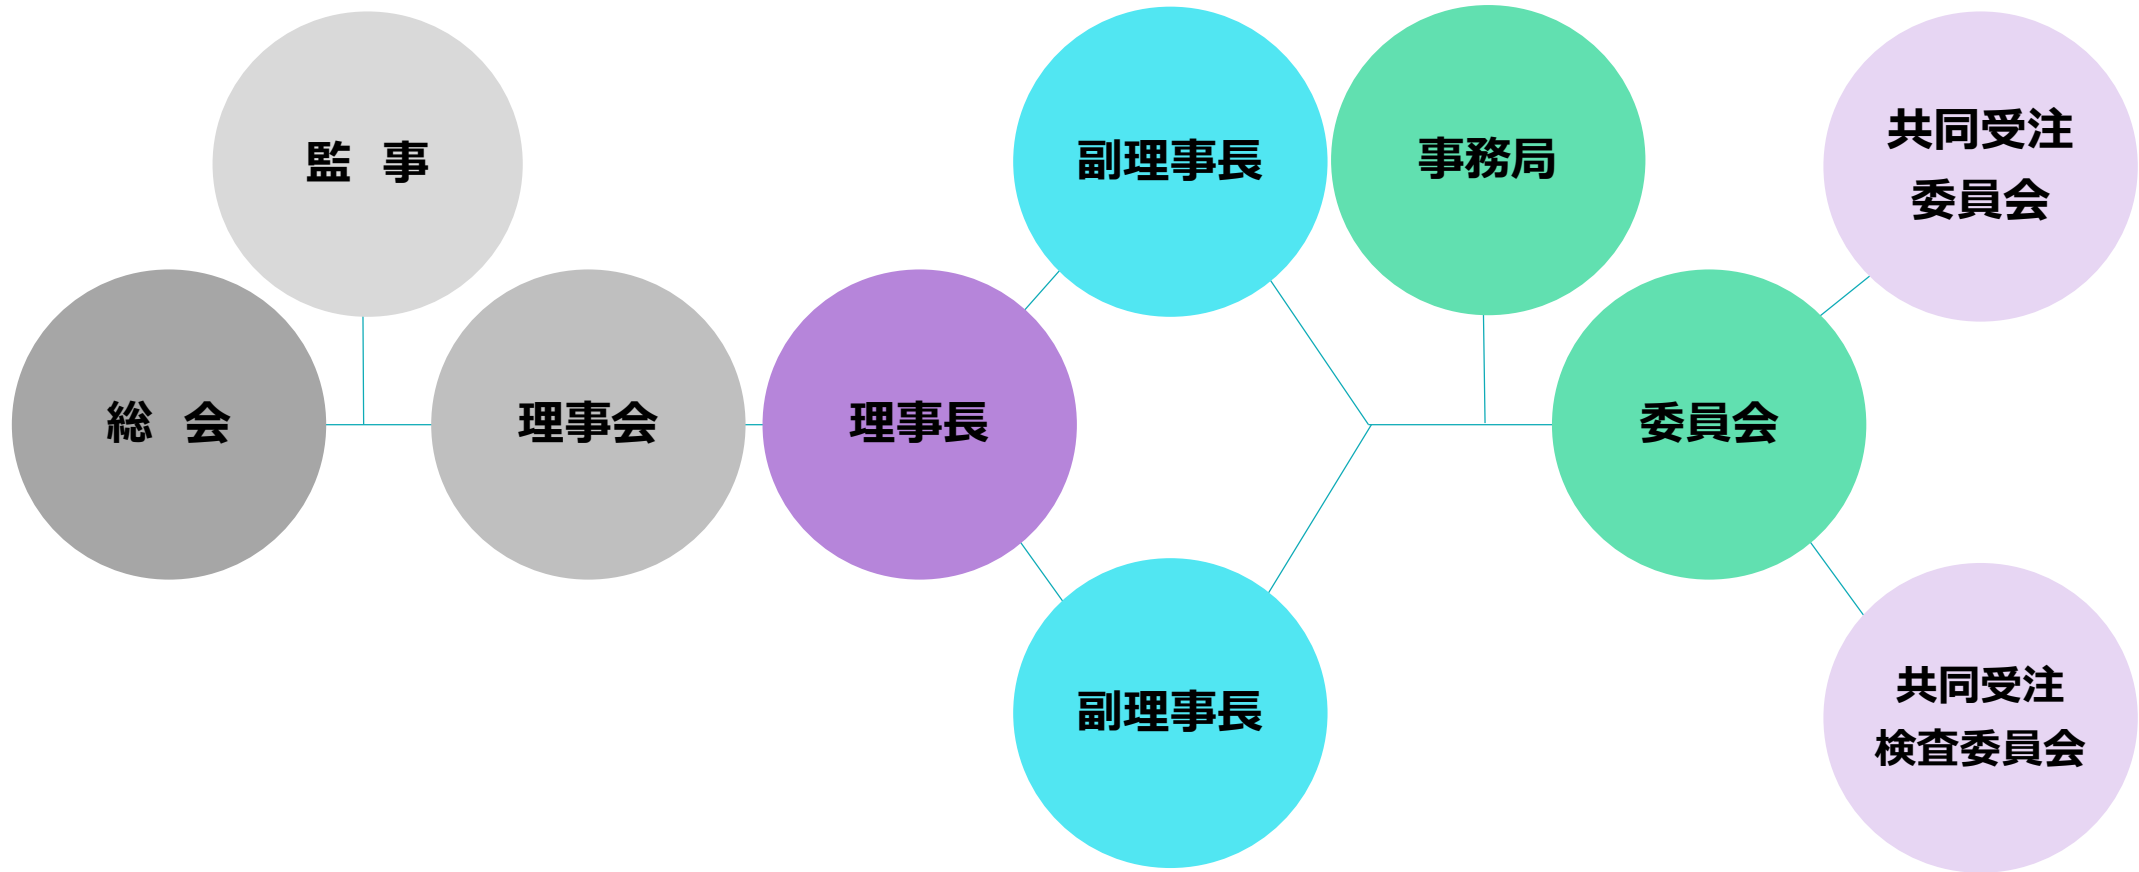 監 事
総 会
理事会
理事長
副理事長
副理事長
事務局
委員会
共同受注
委員会
共同受注
検査委員会